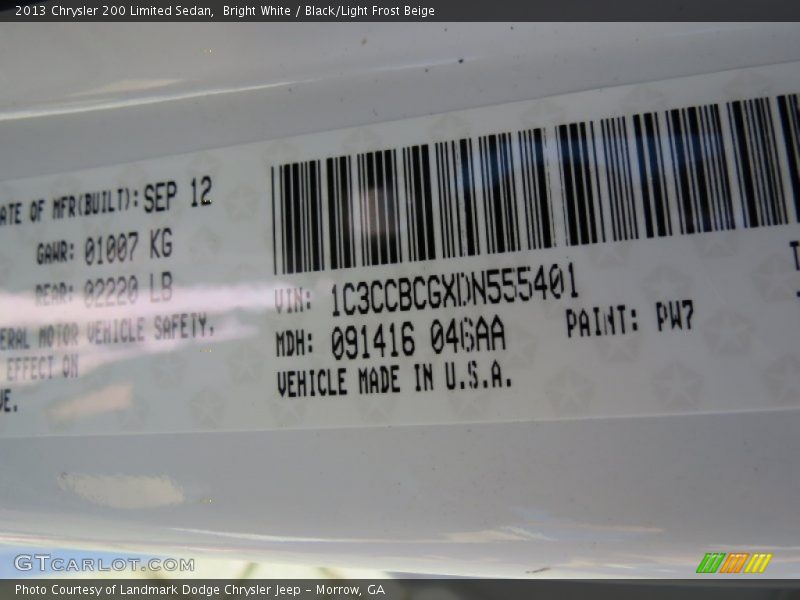 2013 Chrysler 200 Limited Sedan, Bright White / Black/Light Frost Beige
ATE OF MFR(BUILT): SEP 12
GAWR: 01007 KG
REAR: 02220 LB
ERAL MOTOR VEHICLE SAFETY,
EFFECT ON
VE.
VIN: 1C3CCBCGXDN555401
MDH: 091416 046AA
PAINT: PW7
VEHICLE MADE IN U.S.A.
T
GTCARLOT.COM
Photo Courtesy of Landmark Dodge Chrysler Jeep – Morrow, GA